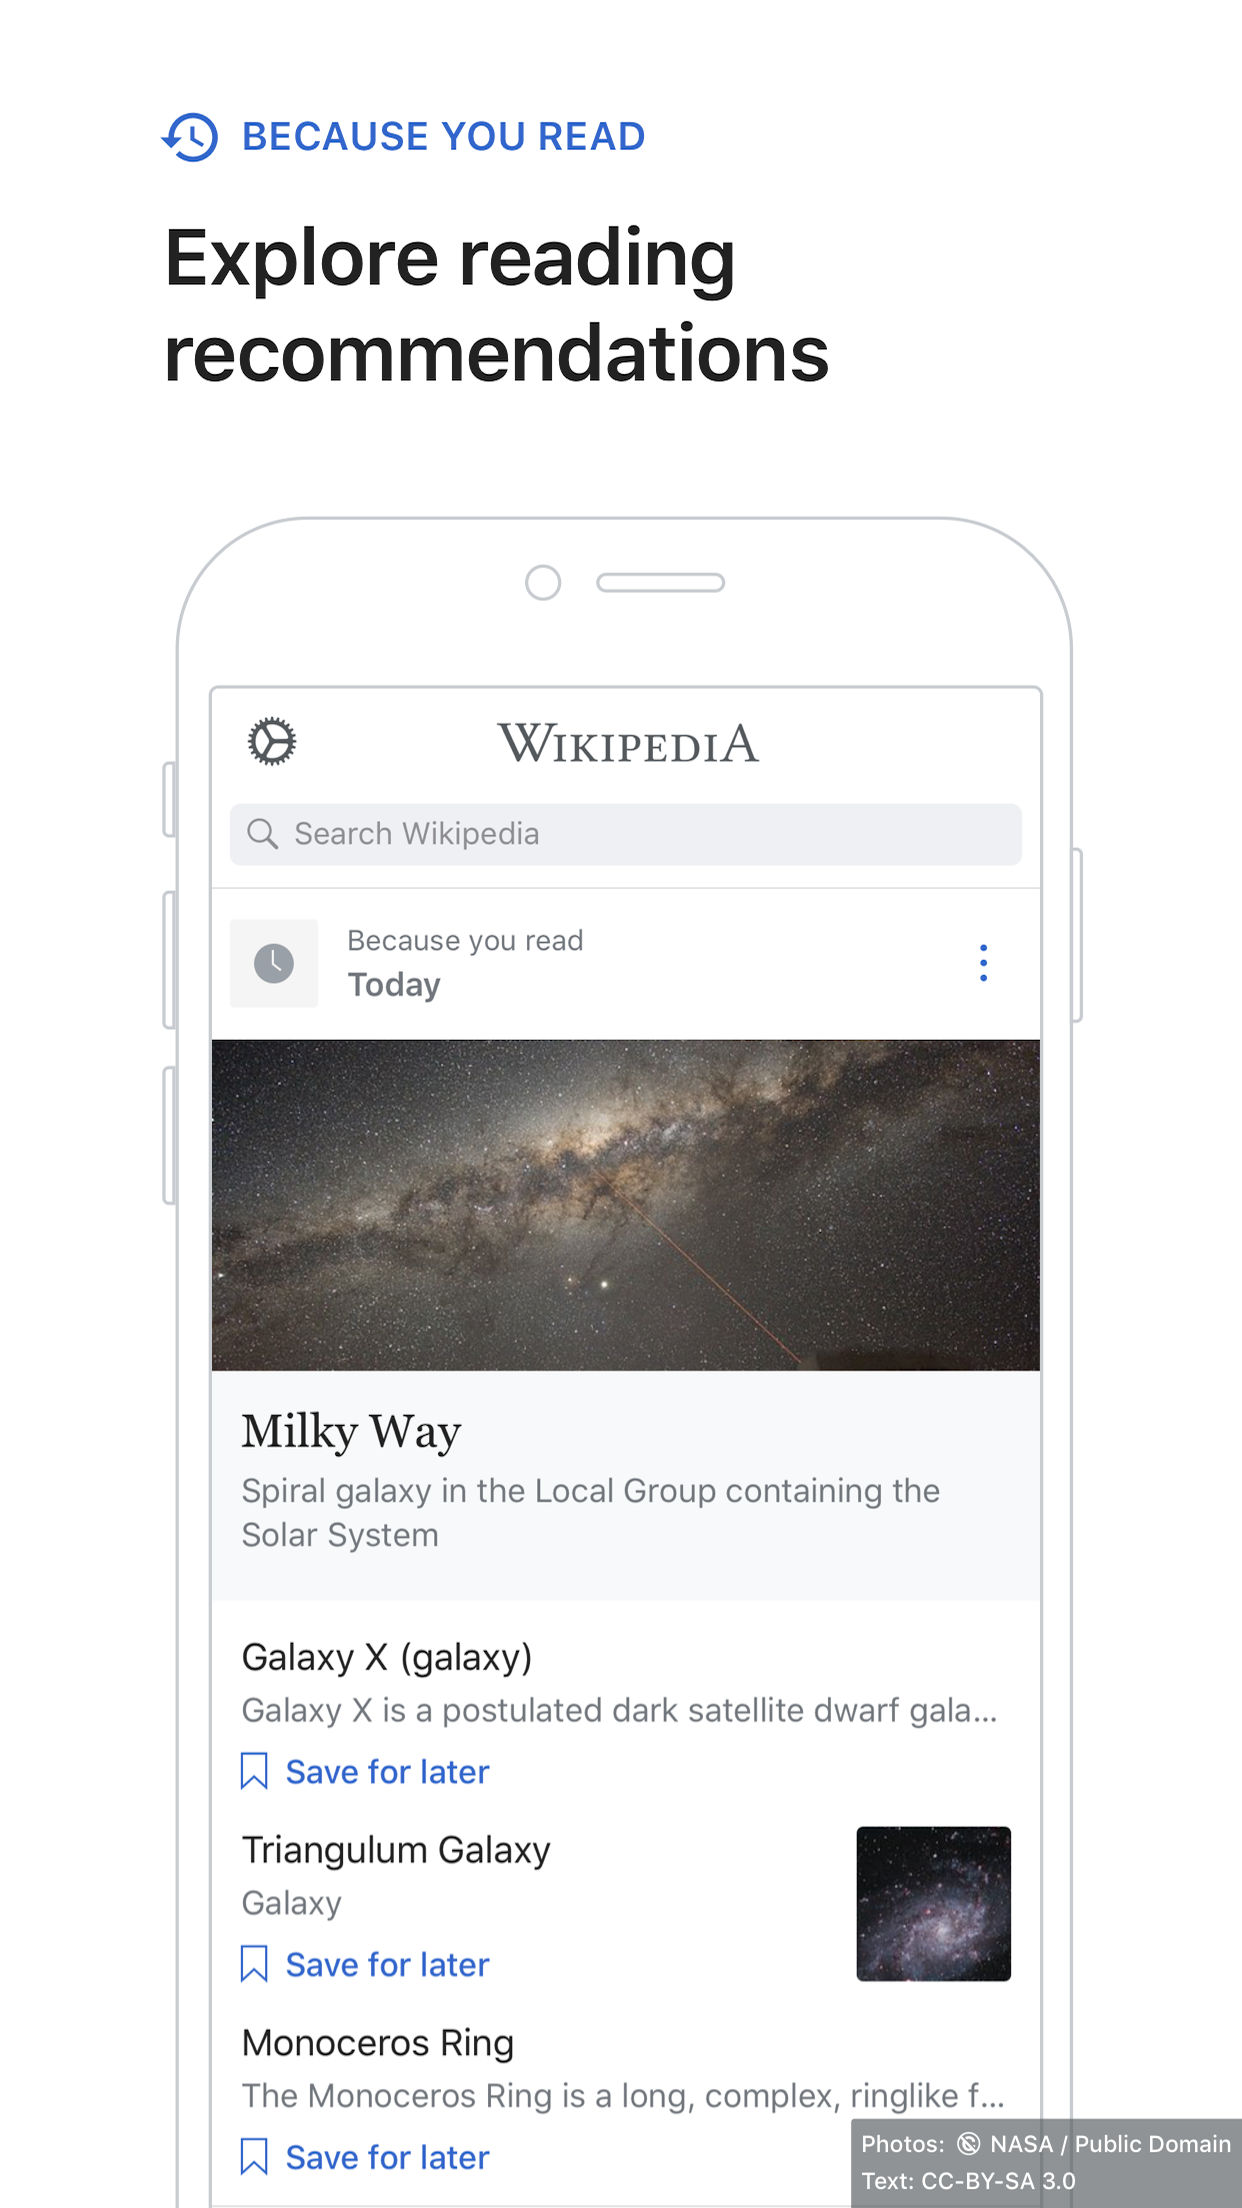 BECAUSE YOU READ
Explore reading
recommendations
WIKIPEDIA
Search Wikipedia
Because you read
Today
Milky Way
Spiral galaxy in the Local Group containing the
Solar System
Galaxy X (galaxy)
Galaxy X is a postulated dark satellite dwarf gala...
Save for later
Triangulum Galaxy
Galaxy
Save for later
Monoceros Ring
The Monoceros Ring is a long, complex, ringlike f...
Save for later
Photos: NASA / Public Domain
Text: CC-BY-SA 3.0